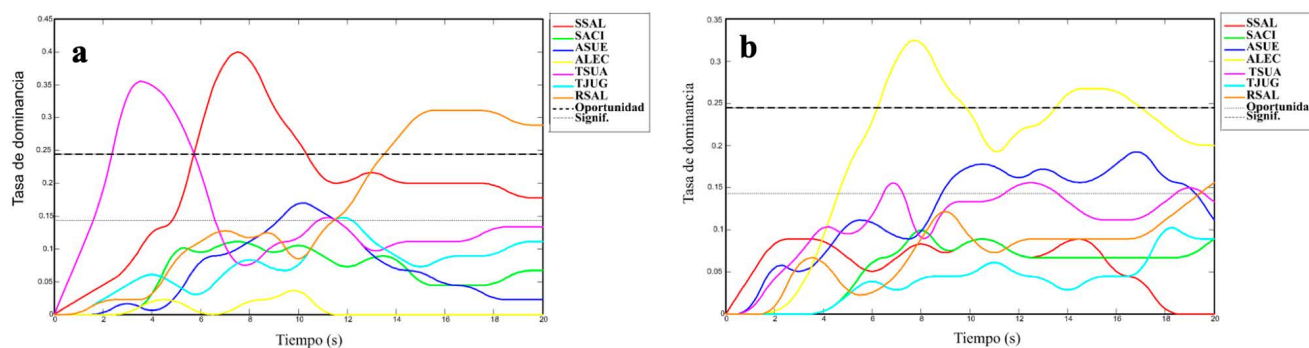 a
Tasa de dominancia
0.45
0.4
0.35
0.3
0.25
0.2
0.15
0.1
0.05
0
0 2 4 6 8 10 12 14 16 18 20
Tiempo (s)
SSAL
SACI
ASUE
ALEC
TSUA
TJUG
RSAL
Oportunidad
Signif.
b
Tasa de dominancia
0.35
0.3
0.25
0.2
0.15
0.1
0.05
0
0 2 4 6 8 10 12 14 16 18 20
Tiempo (s)
SSAL
SACI
ASUE
ALEC
TSUA
TJUG
RSAL
Oportunidad
Signif.